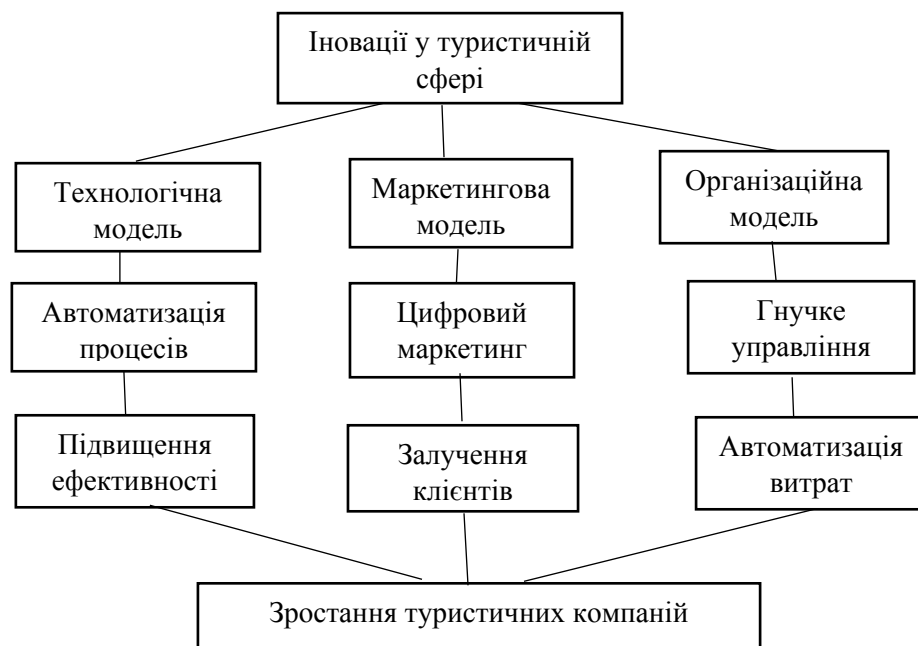 Іновації у туристичній
сфері
Технологічна
модель
Маркетингова
модель
Організаційна
модель
Автоматизація
процесів
Цифровий
маркетинг
Гнучке
управління
Підвищення
ефективності
Залучення
клієнтів
Автоматизація
витрат
Зростання туристичних компаній